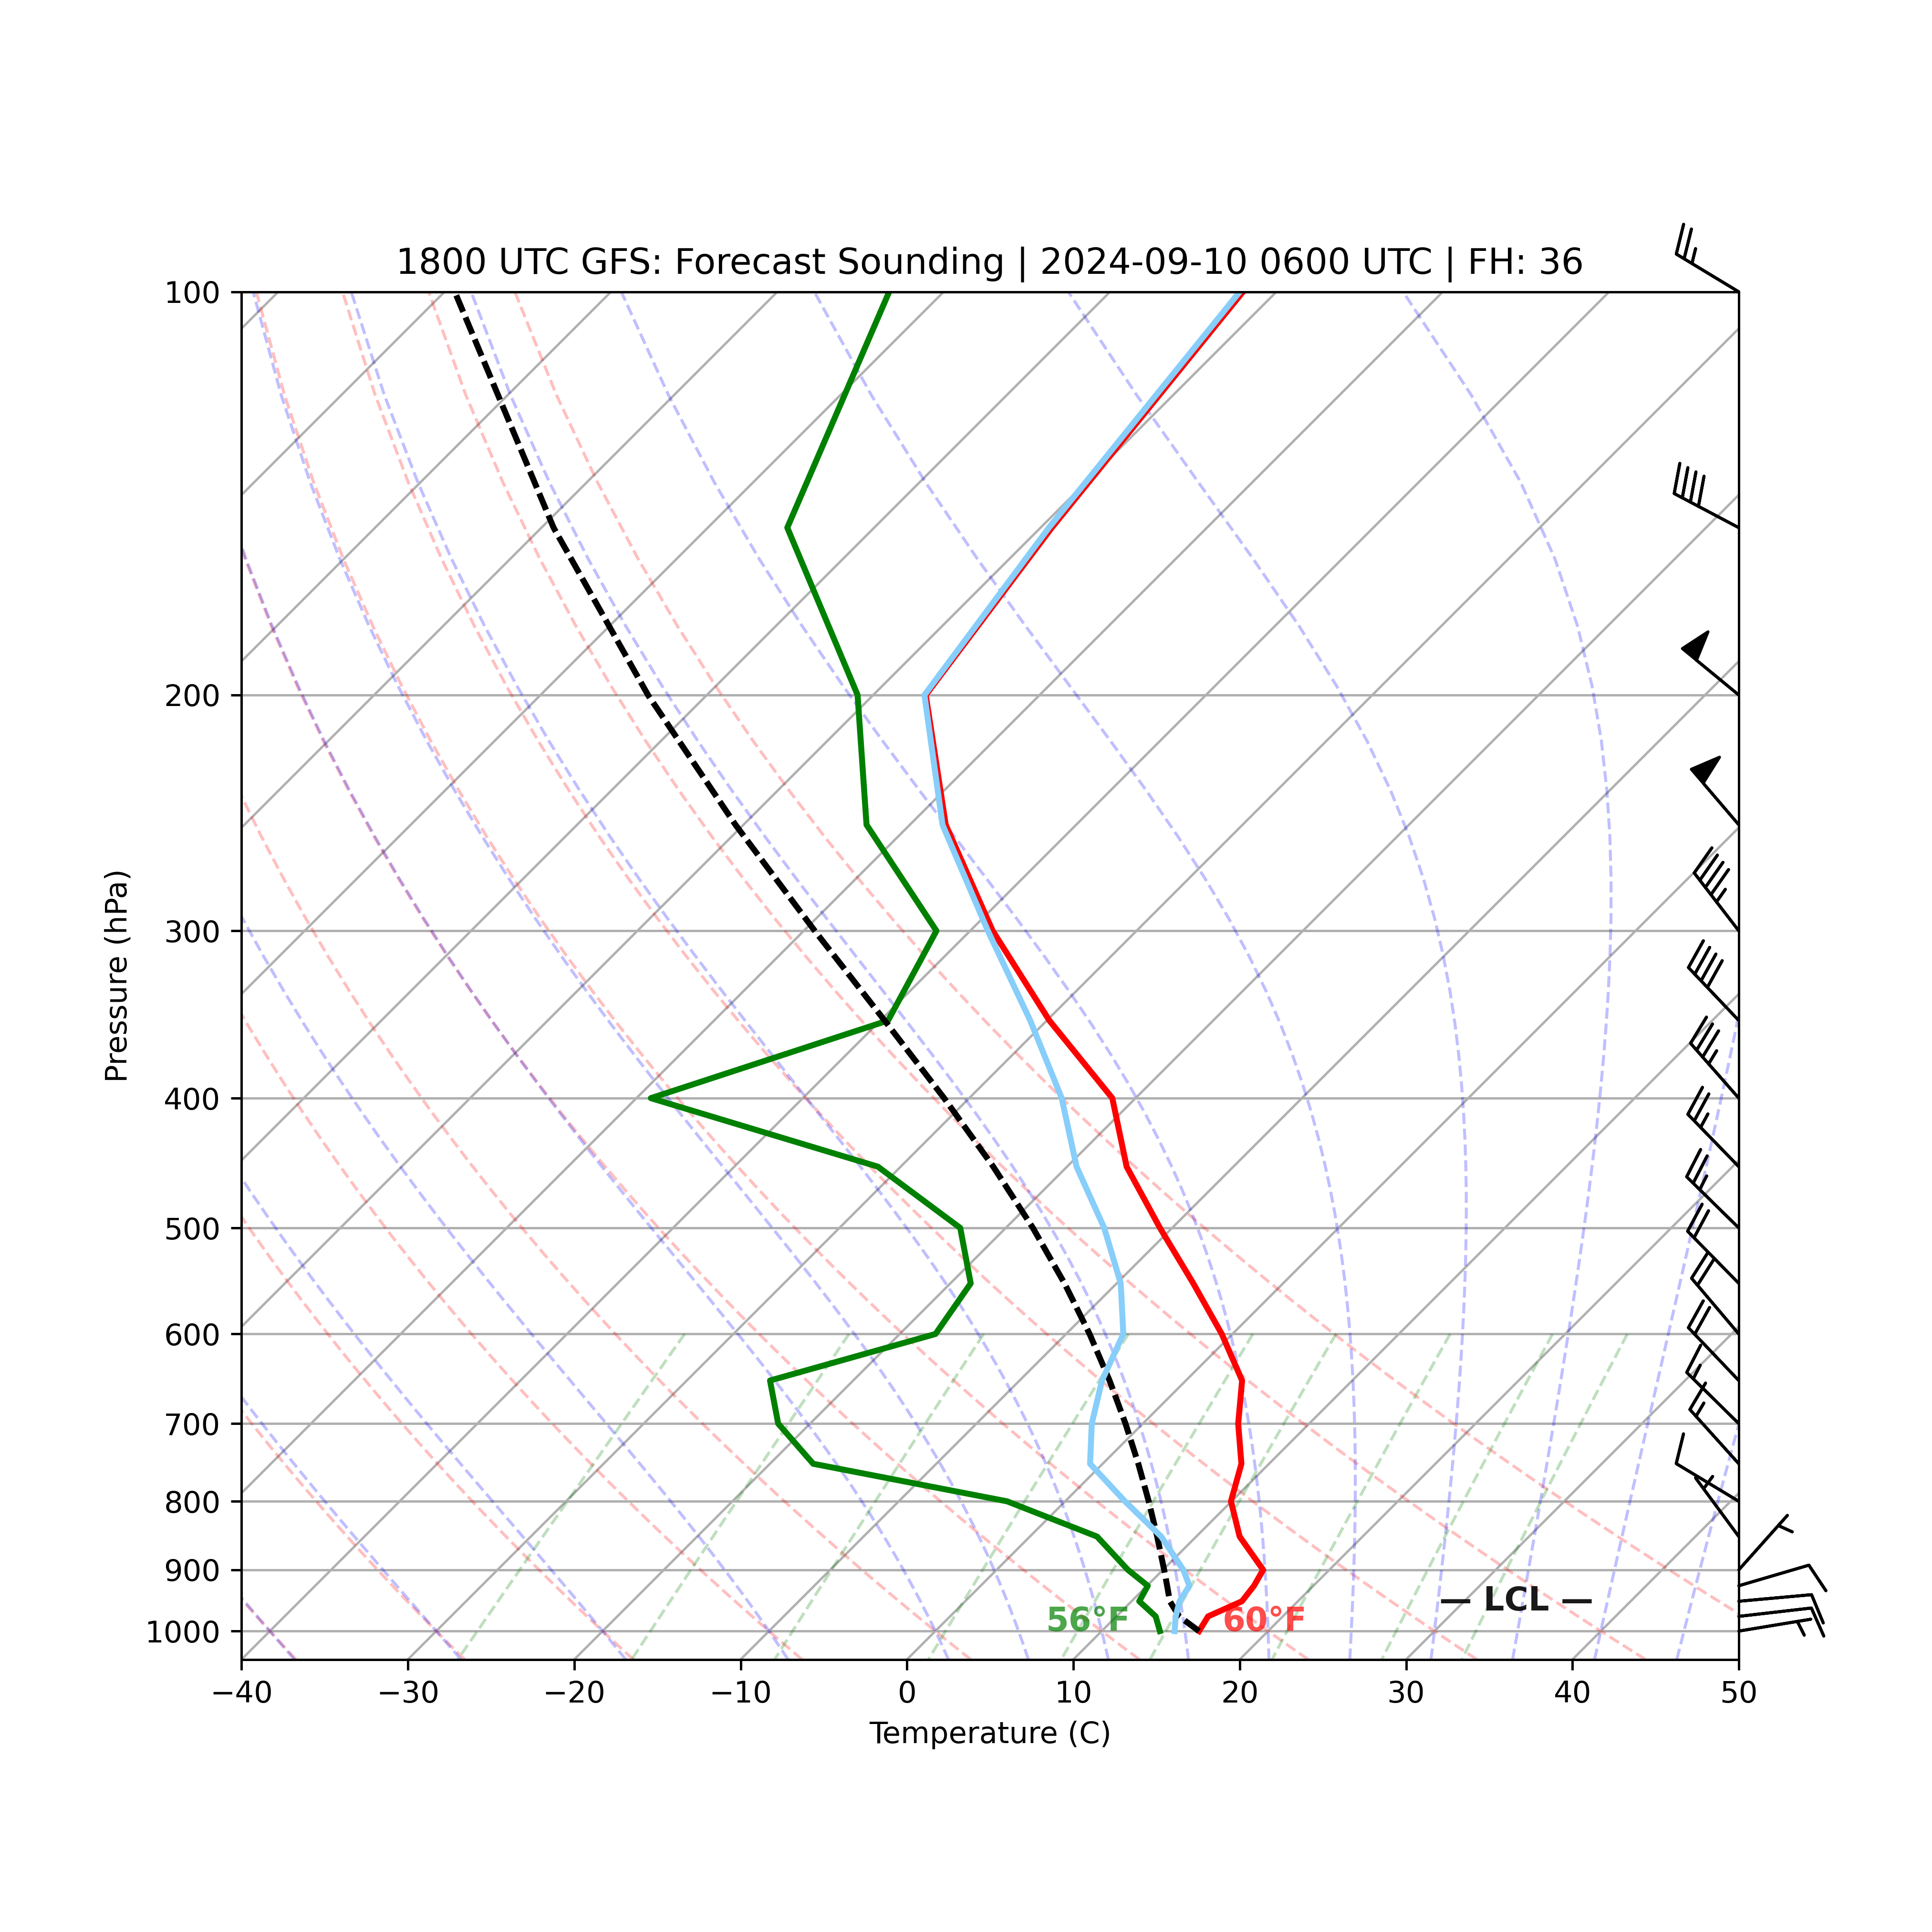 1800 UTC GFS: Forecast Sounding | 2024-09-10 0600 UTC | FH: 36
100
200
300
400
500
600
700
800
900
1000
Pressure (hPa)
— LCL —
56°F
60°F
−40 −30 −20 −10 0 10 20 30 40 50
Temperature (C)